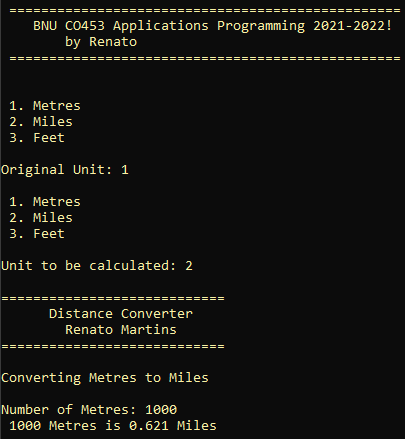 =================================================
BNU CO453 Applications Programming 2021-2022!
by Renato
=================================================
1. Metres
2. Miles
3. Feet
Original Unit: 1
1. Metres
2. Miles
3. Feet
Unit to be calculated: 2
============================
Distance Converter
Renato Martins
============================
Converting Metres to Miles
Number of Metres: 1000
1000 Metres is 0.621 Miles